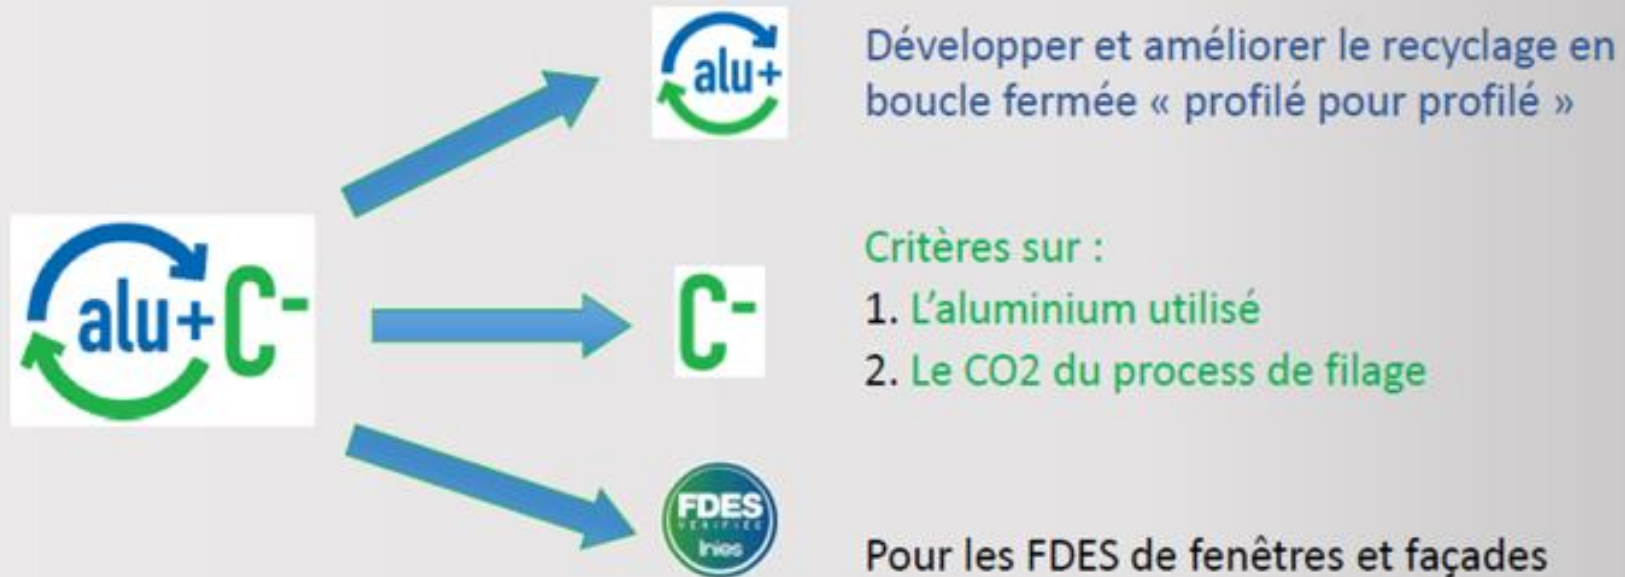 alu+
Développer et améliorer le recyclage en
boucle fermée « profilé pour profilé »
alu+C-
C-
Critères sur :
1. L'aluminium utilisé
2. Le CO2 du process de filage
FDES
VERIFIEE
Inies
Pour les FDES de fenêtres et façades